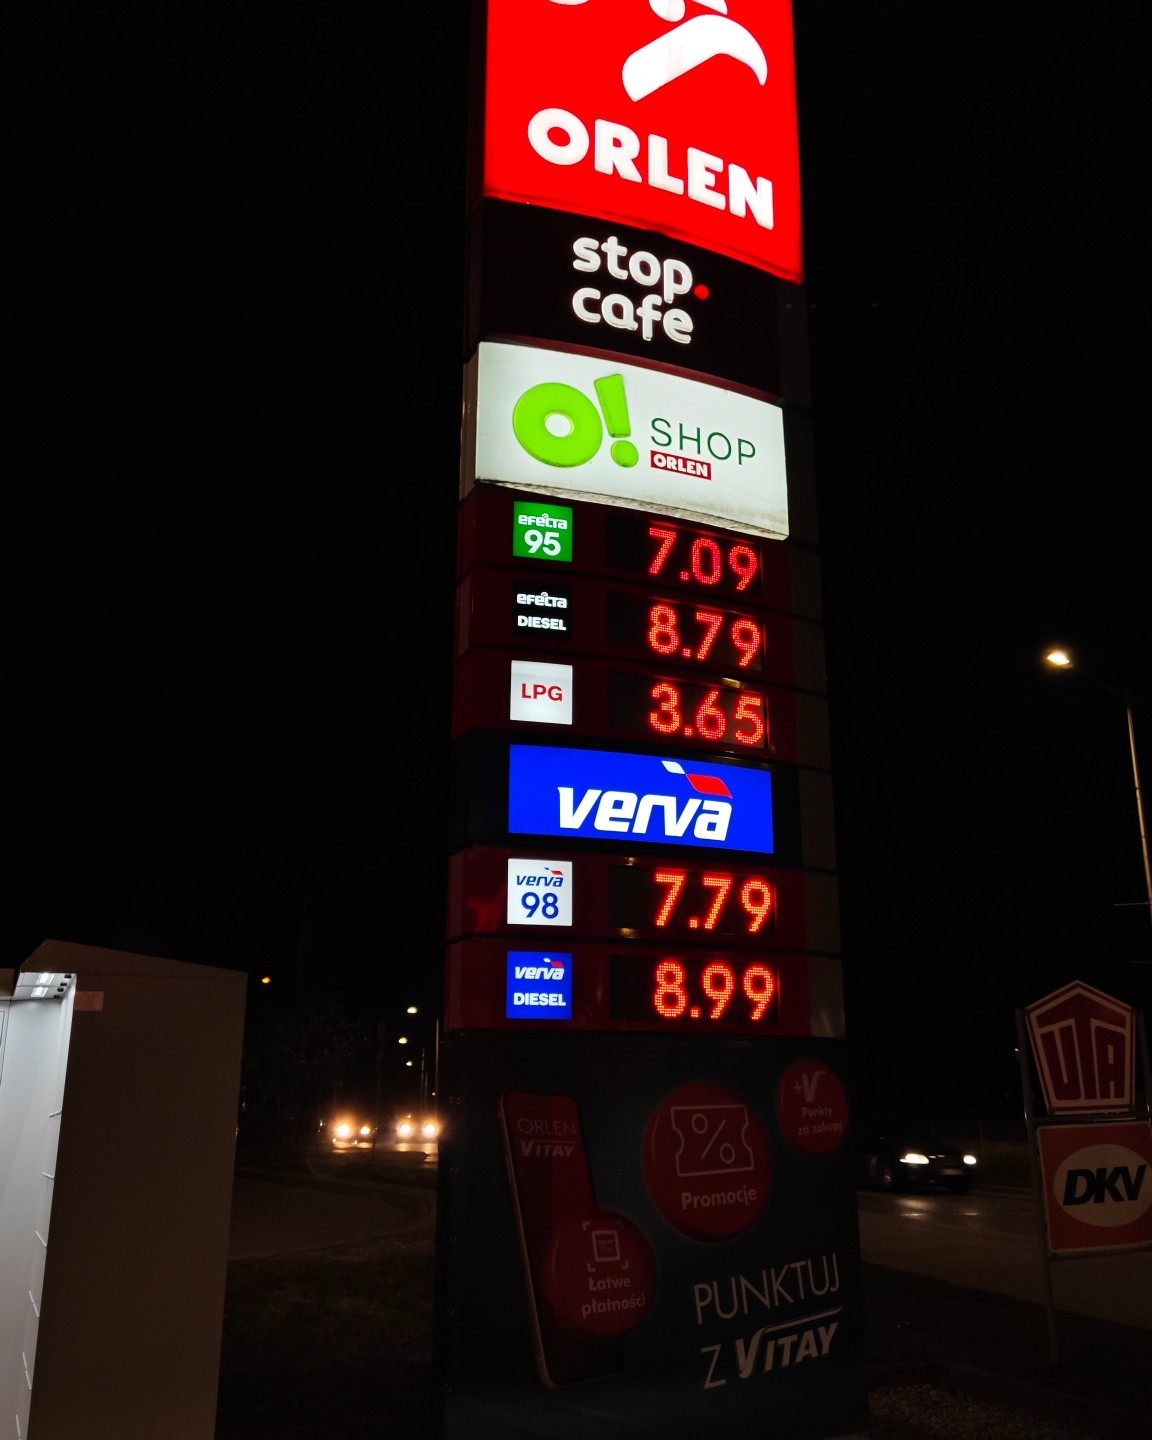 ORLEN
stop.
cafe
O! SHOP
ORLEN
efecta
95
7.09
efecta
DIESEL
8.79
LPG
3.65
verva
verva
98
7.79
verva
DIESEL
8.99
ORLEN
VITAY
%
Promocje
+V
Punkty
za zakupy
Łatwe
płatności
PUNKTUJ
Z VITAY
UTA
DKV